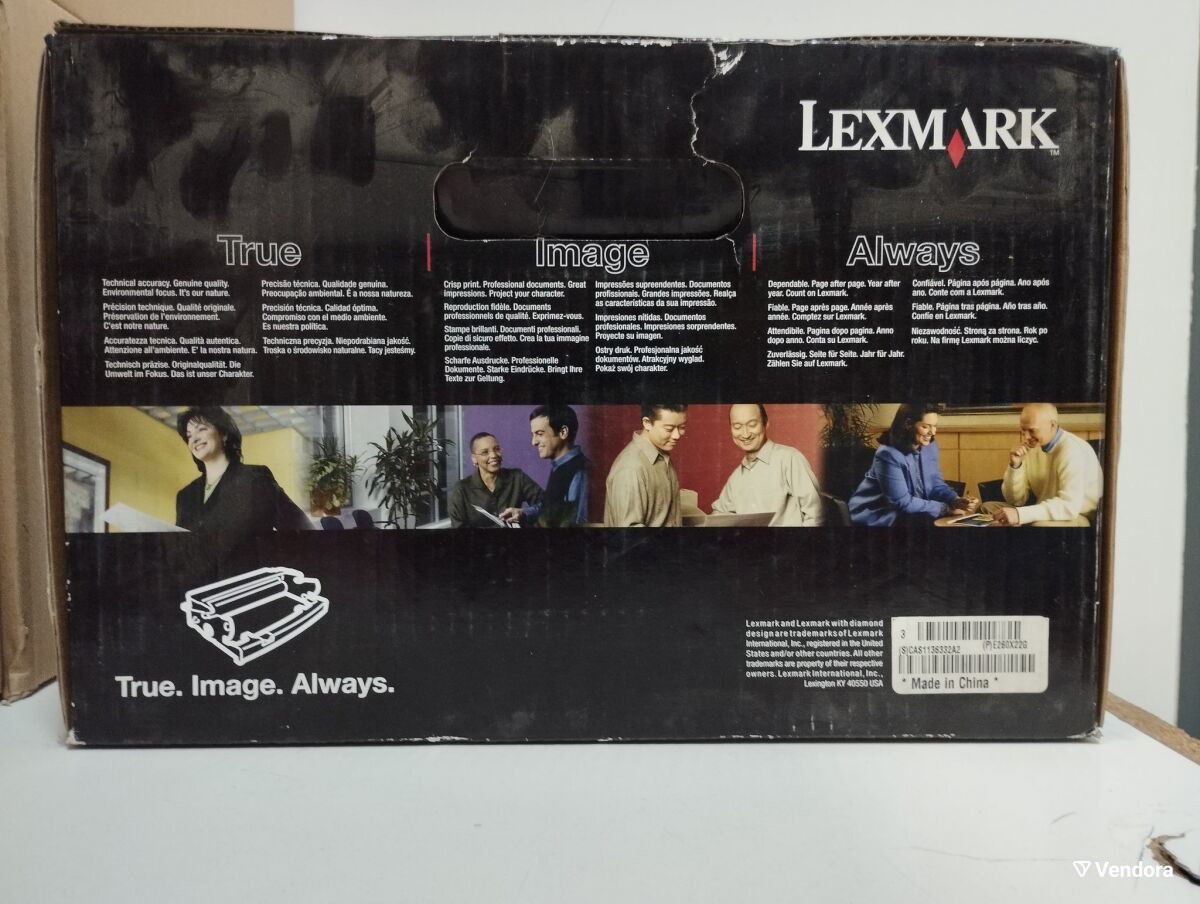 LEXMARK™
True
Image
Always
Technical accuracy. Genuine quality.
Environmental focus. It's our nature.
Précision technique. Qualité originale.
Préservation de l'environnement.
C'est notre nature.
Accuratezza tecnica. Qualità autentica.
Attenzione all'ambiente. E' la nostra natura.
Technisch präzise. Originalqualität. Die
Umwelt im Fokus. Das ist unser Charakter.
Precisão técnica. Qualidade genuína.
Preocupação ambiental. É a nossa natureza.
Precisión técnica. Calidad óptima.
Compromiso con el medio ambiente.
Es nuestra política.
Techniczna precyzja. Niepodrabiana jakość.
Troska o środowisko naturalne. Tacy jesteśmy.
Crisp print. Professional documents. Great
impressions. Project your character.
Reproduction fidèle. Documents
professionnels de qualité. Exprimez-vous.
Stampe brillanti. Documenti professionali.
Copie di sicuro effetto. Crea la tua immagine
professionale.
Scharfe Ausdrucke. Professionelle
Dokumente. Starke Eindrücke. Bringt Ihre
Texte zur Geltung.
Impressões supreendentes. Documentos
profissionais. Grandes impressões. Realça
as características da sua impressão.
Impresiones nítidas. Documentos
profesionales. Impresiones sorprendentes.
Proyecte su imagen.
Ostry druk. Profesjonalna jakość
dokumentów. Atrakcyjny wygląd.
Pokaż swój charakter.
Dependable. Page after page. Year after
year. Count on Lexmark.
Fiable. Page après page. Année après
année. Comptez sur Lexmark.
Attendibile. Pagina dopo pagina. Anno
dopo anno. Conta su Lexmark.
Zuverlässig. Seite für Seite. Jahr für Jahr.
Zählen Sie auf Lexmark.
Confiável. Página após página. Ano após
ano. Conte com a Lexmark.
Fiable. Página tras página. Año tras año.
Confíe en Lexmark.
Niezawodność. Stroną za stroną. Rok po
roku. Na firmę Lexmark można liczyć.
True. Image. Always.
Lexmark and Lexmark with diamond
design are trademarks of Lexmark
International, Inc., registered in the United
States and/or other countries. All other
trademarks are property of their respective
owners. Lexmark International, Inc.,
Lexington KY 40550 USA
3
(S)CAS1136332A2 (P)E260X22G
* Made in China *
Vendora